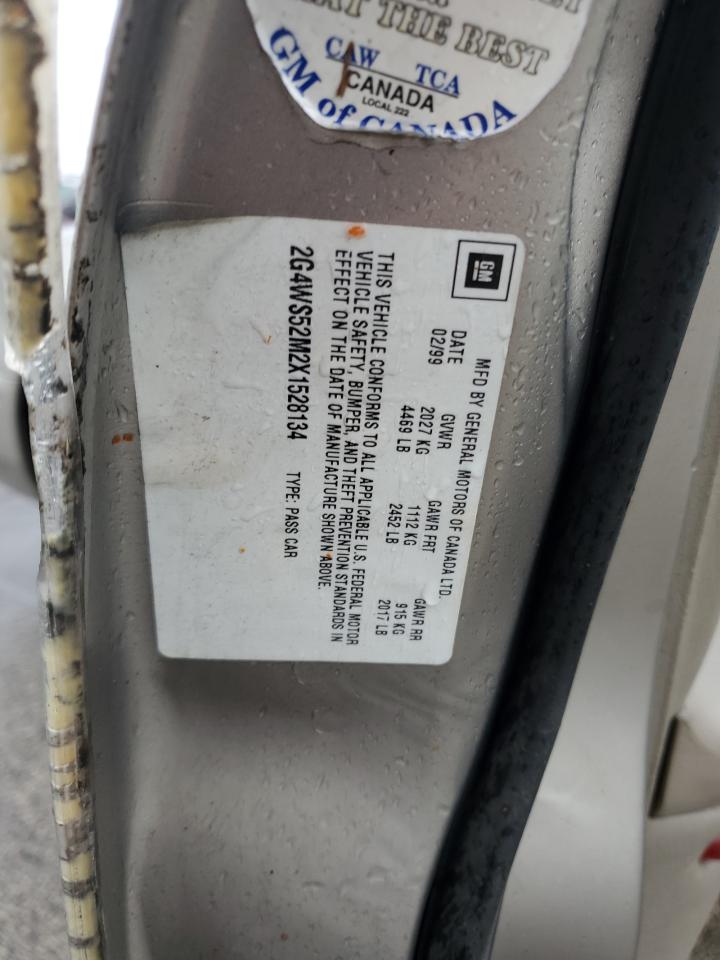 AT THE BEST
CAW TCA
CANADA
LOCAL 222
GM of CANADA
GM
MFD BY GENERAL MOTORS OF CANADA LTD.
DATE GVWR GAWR FRT GAWR RR
02/99 2027 KG 1112 KG 915 KG
4469 LB 2452 LB 2017 LB
THIS VEHICLE CONFORMS TO ALL APPLICABLE U.S. FEDERAL MOTOR
VEHICLE SAFETY, BUMPER, AND THEFT PREVENTION STANDARDS IN
EFFECT ON THE DATE OF MANUFACTURE SHOWN ABOVE.
2G4WS52M2X1528134 TYPE: PASS CAR